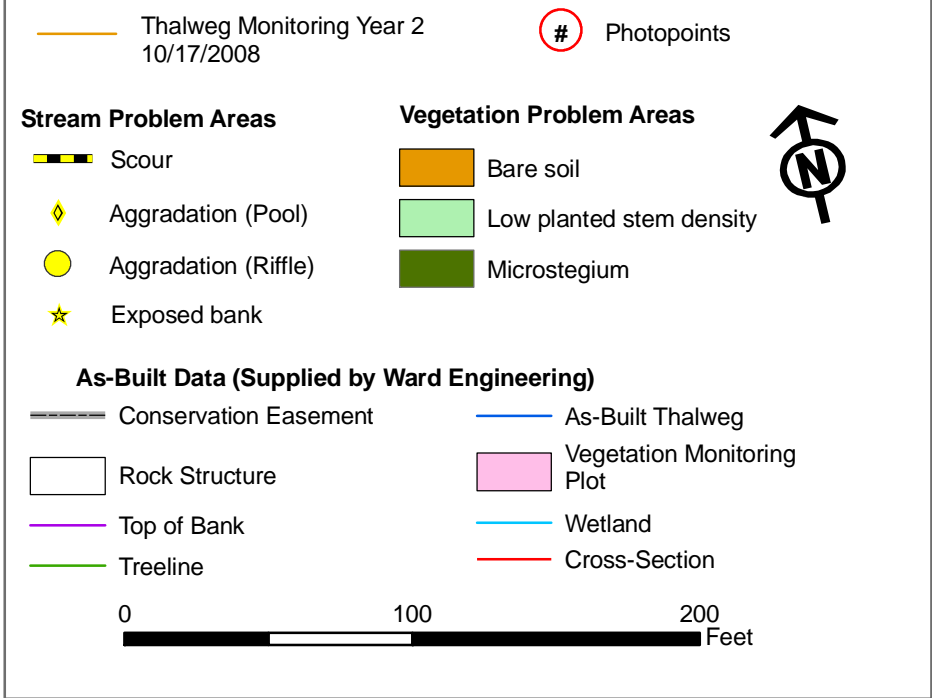 Thalweg Monitoring Year 2
10/17/2008
# Photopoints
Stream Problem Areas
Scour
Aggradation (Pool)
Aggradation (Riffle)
Exposed bank
Vegetation Problem Areas
Bare soil
Low planted stem density
Microstegium
N
As-Built Data (Supplied by Ward Engineering)
Conservation Easement
Rock Structure
Top of Bank
Treeline
As-Built Thalweg
Vegetation Monitoring
Plot
Wetland
Cross-Section
0 100 200
Feet